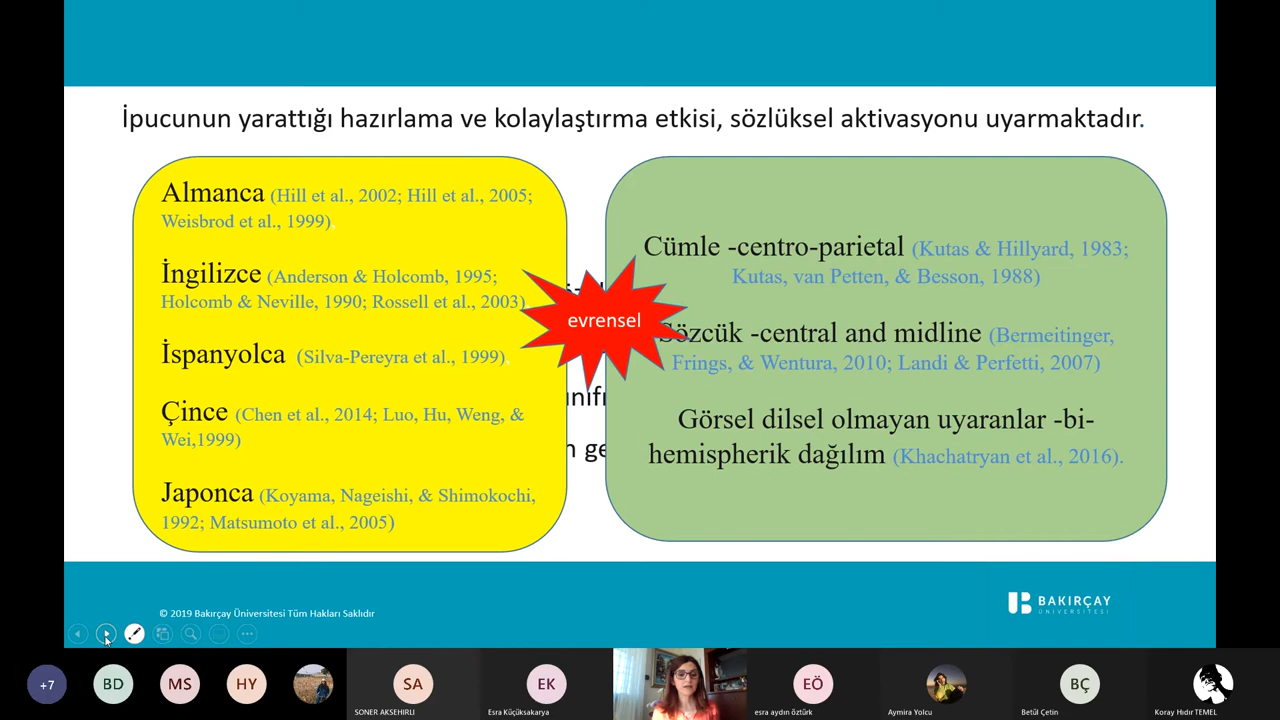 İpucunun yarattığı hazırlama ve kolaylaştırma etkisi, sözlüksel aktivasyonu uyarmaktadır.
Almanca (Hill et al., 2002; Hill et al., 2005;
Weisbrod et al., 1999).
İngilizce (Anderson & Holcomb, 1995;
Holcomb & Neville, 1990; Rossell et al., 2003).
İspanyolca (Silva-Pereyra et al., 1999).
Çince (Chen et al., 2014; Luo, Hu, Weng, &
Wei,1999)
Japonca (Koyama, Nageishi, & Shimokochi,
1992; Matsumoto et al., 2005)
evrensel
Cümle -centro-parietal (Kutas & Hillyard, 1983;
Kutas, van Petten, & Besson, 1988)
Sözcük -central and midline (Bermeitinger,
Frings, & Wentura, 2010; Landi & Perfetti, 2007)
Görsel dilsel olmayan uyaranlar -bi-
hemispherik dağılım (Khachatryan et al., 2016).
© 2019 Bakırçay Üniversitesi Tüm Hakları Saklıdır
BAKIRÇAY
ÜNİVERSİTESİ
+7
BD
MS
HY
SA
EK
EÖ
BÇ
SONER AKSEHIRLI
Esra Küçüksakarya
esra aydın öztürk
Aymira Yolcu
Betül Çetin
Koray Hıdır TEMEL